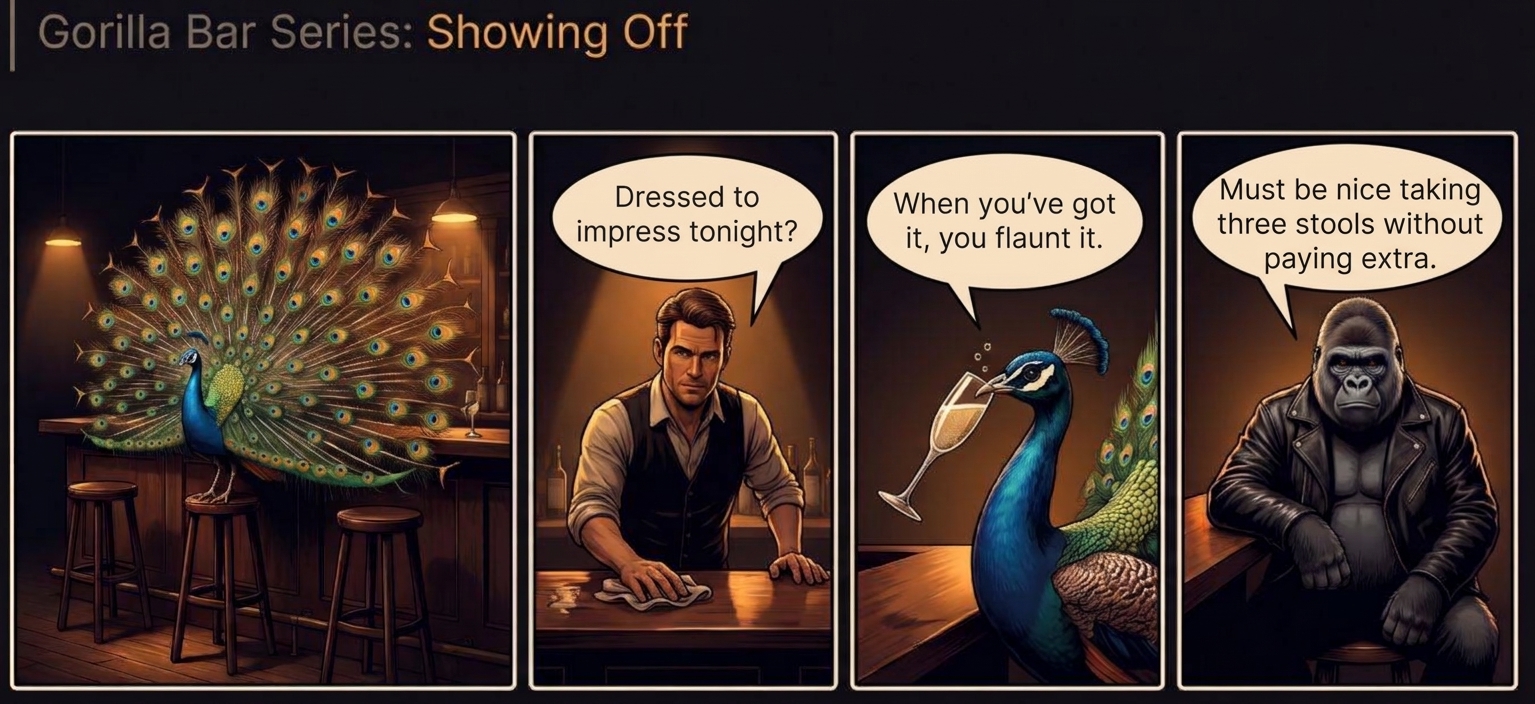 Gorilla Bar Series: Showing Off
Dressed to
impress tonight?
When you've got
it, you flaunt it.
Must be nice taking
three stools without
paying extra.